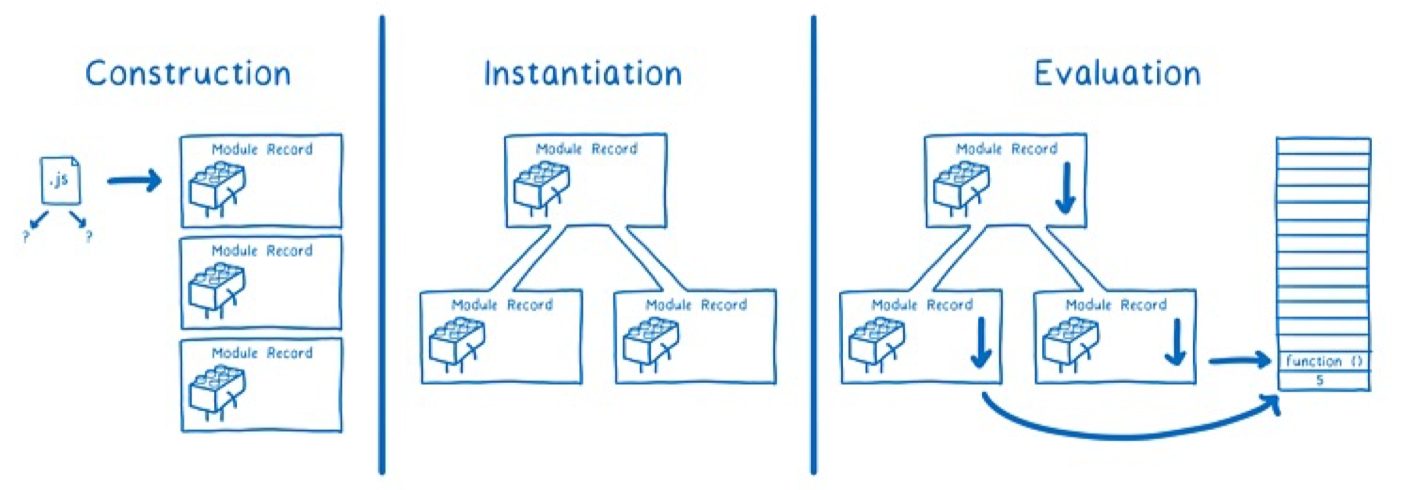 Construction
.js
?
?
Module Record
Module Record
Module Record
Instantiation
Module Record
Module Record
Module Record
Evaluation
Module Record
Module Record
Module Record
function ()
5